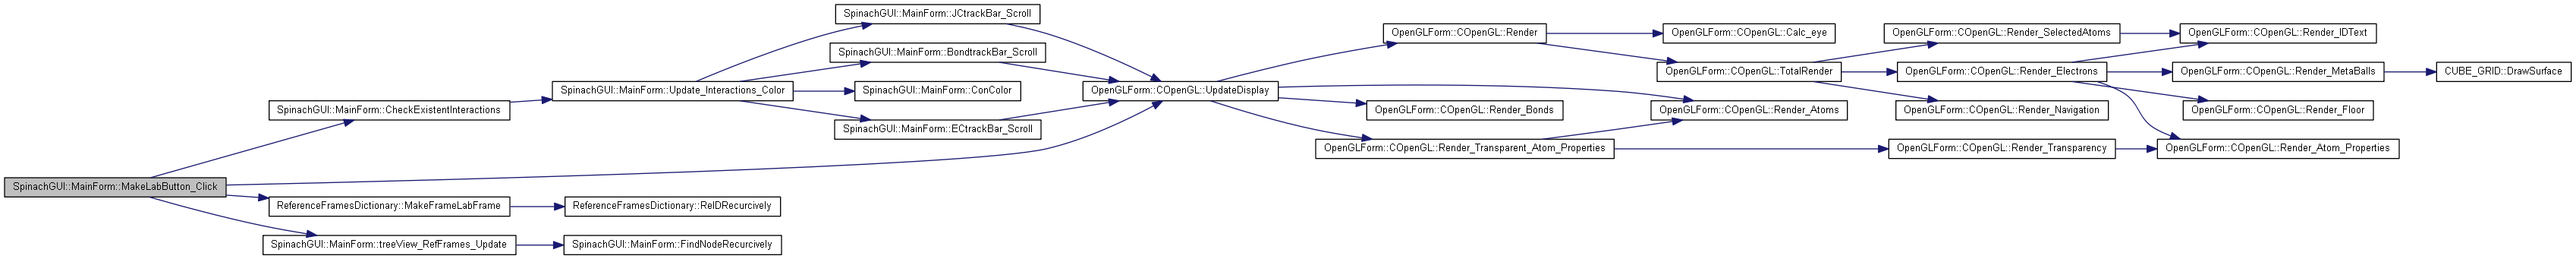 SpinachGUI::MainForm::MakeLabButton_Click
SpinachGUI::MainForm::CheckExistentInteractions
ReferenceFramesDictionary::MakeFrameLabFrame
SpinachGUI::MainForm::treeView_RefFrames_Update
SpinachGUI::MainForm::Update_Interactions_Color
ReferenceFramesDictionary::ReIDRecurcively
SpinachGUI::MainForm::FindNodeRecurcively
SpinachGUI::MainForm::JCtrackBar_Scroll
SpinachGUI::MainForm::BondtrackBar_Scroll
SpinachGUI::MainForm::ConColor
SpinachGUI::MainForm::ECtrackBar_Scroll
OpenGLForm::COpenGL::UpdateDisplay
OpenGLForm::COpenGL::Render
OpenGLForm::COpenGL::Render_Bonds
OpenGLForm::COpenGL::Render_Transparent_Atom_Properties
OpenGLForm::COpenGL::Calc_eye
OpenGLForm::COpenGL::TotalRender
OpenGLForm::COpenGL::Render_Atoms
OpenGLForm::COpenGL::Render_SelectedAtoms
OpenGLForm::COpenGL::Render_Electrons
OpenGLForm::COpenGL::Render_Navigation
OpenGLForm::COpenGL::Render_Transparency
OpenGLForm::COpenGL::Render_IDText
OpenGLForm::COpenGL::Render_MetaBalls
OpenGLForm::COpenGL::Render_Floor
OpenGLForm::COpenGL::Render_Atom_Properties
CUBE_GRID::DrawSurface